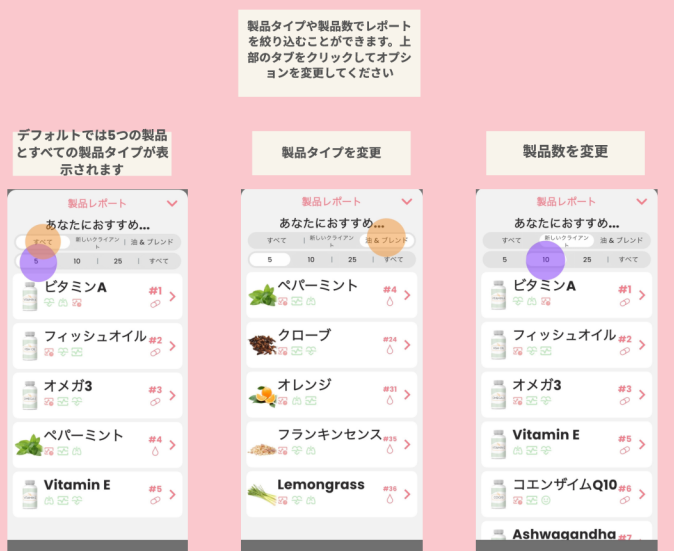 製品タイプや製品数でレポート
を絞り込むことができます。上
部のタブをクリックしてオプシ
ョンを変更してください
デフォルトでは5つの製品
とすべての製品タイプが表
示されます
製品レポート
あなたにおすすめ...
すべて 新しいクライアント 油 & ブレンド
5 10 25 すべて
ビタミンA #1
フィッシュオイル #2
オメガ3 #3
ペパーミント #4
Vitamin E #5
製品タイプを変更
製品レポート
あなたにおすすめ...
すべて 新しいクライアント 油 & ブレンド
5 10 25 すべて
ペパーミント #4
クローブ #24
オレンジ #31
フランキンセンス #35
Lemongrass #36
製品数を変更
製品レポート
あなたにおすすめ...
すべて 新しいクライアント 油 & ブレンド
5 10 25 すべて
ビタミンA #1
フィッシュオイル #2
オメガ3 #3
Vitamin E #5
コエンザイムQ10 #6
Ashwagandha #7